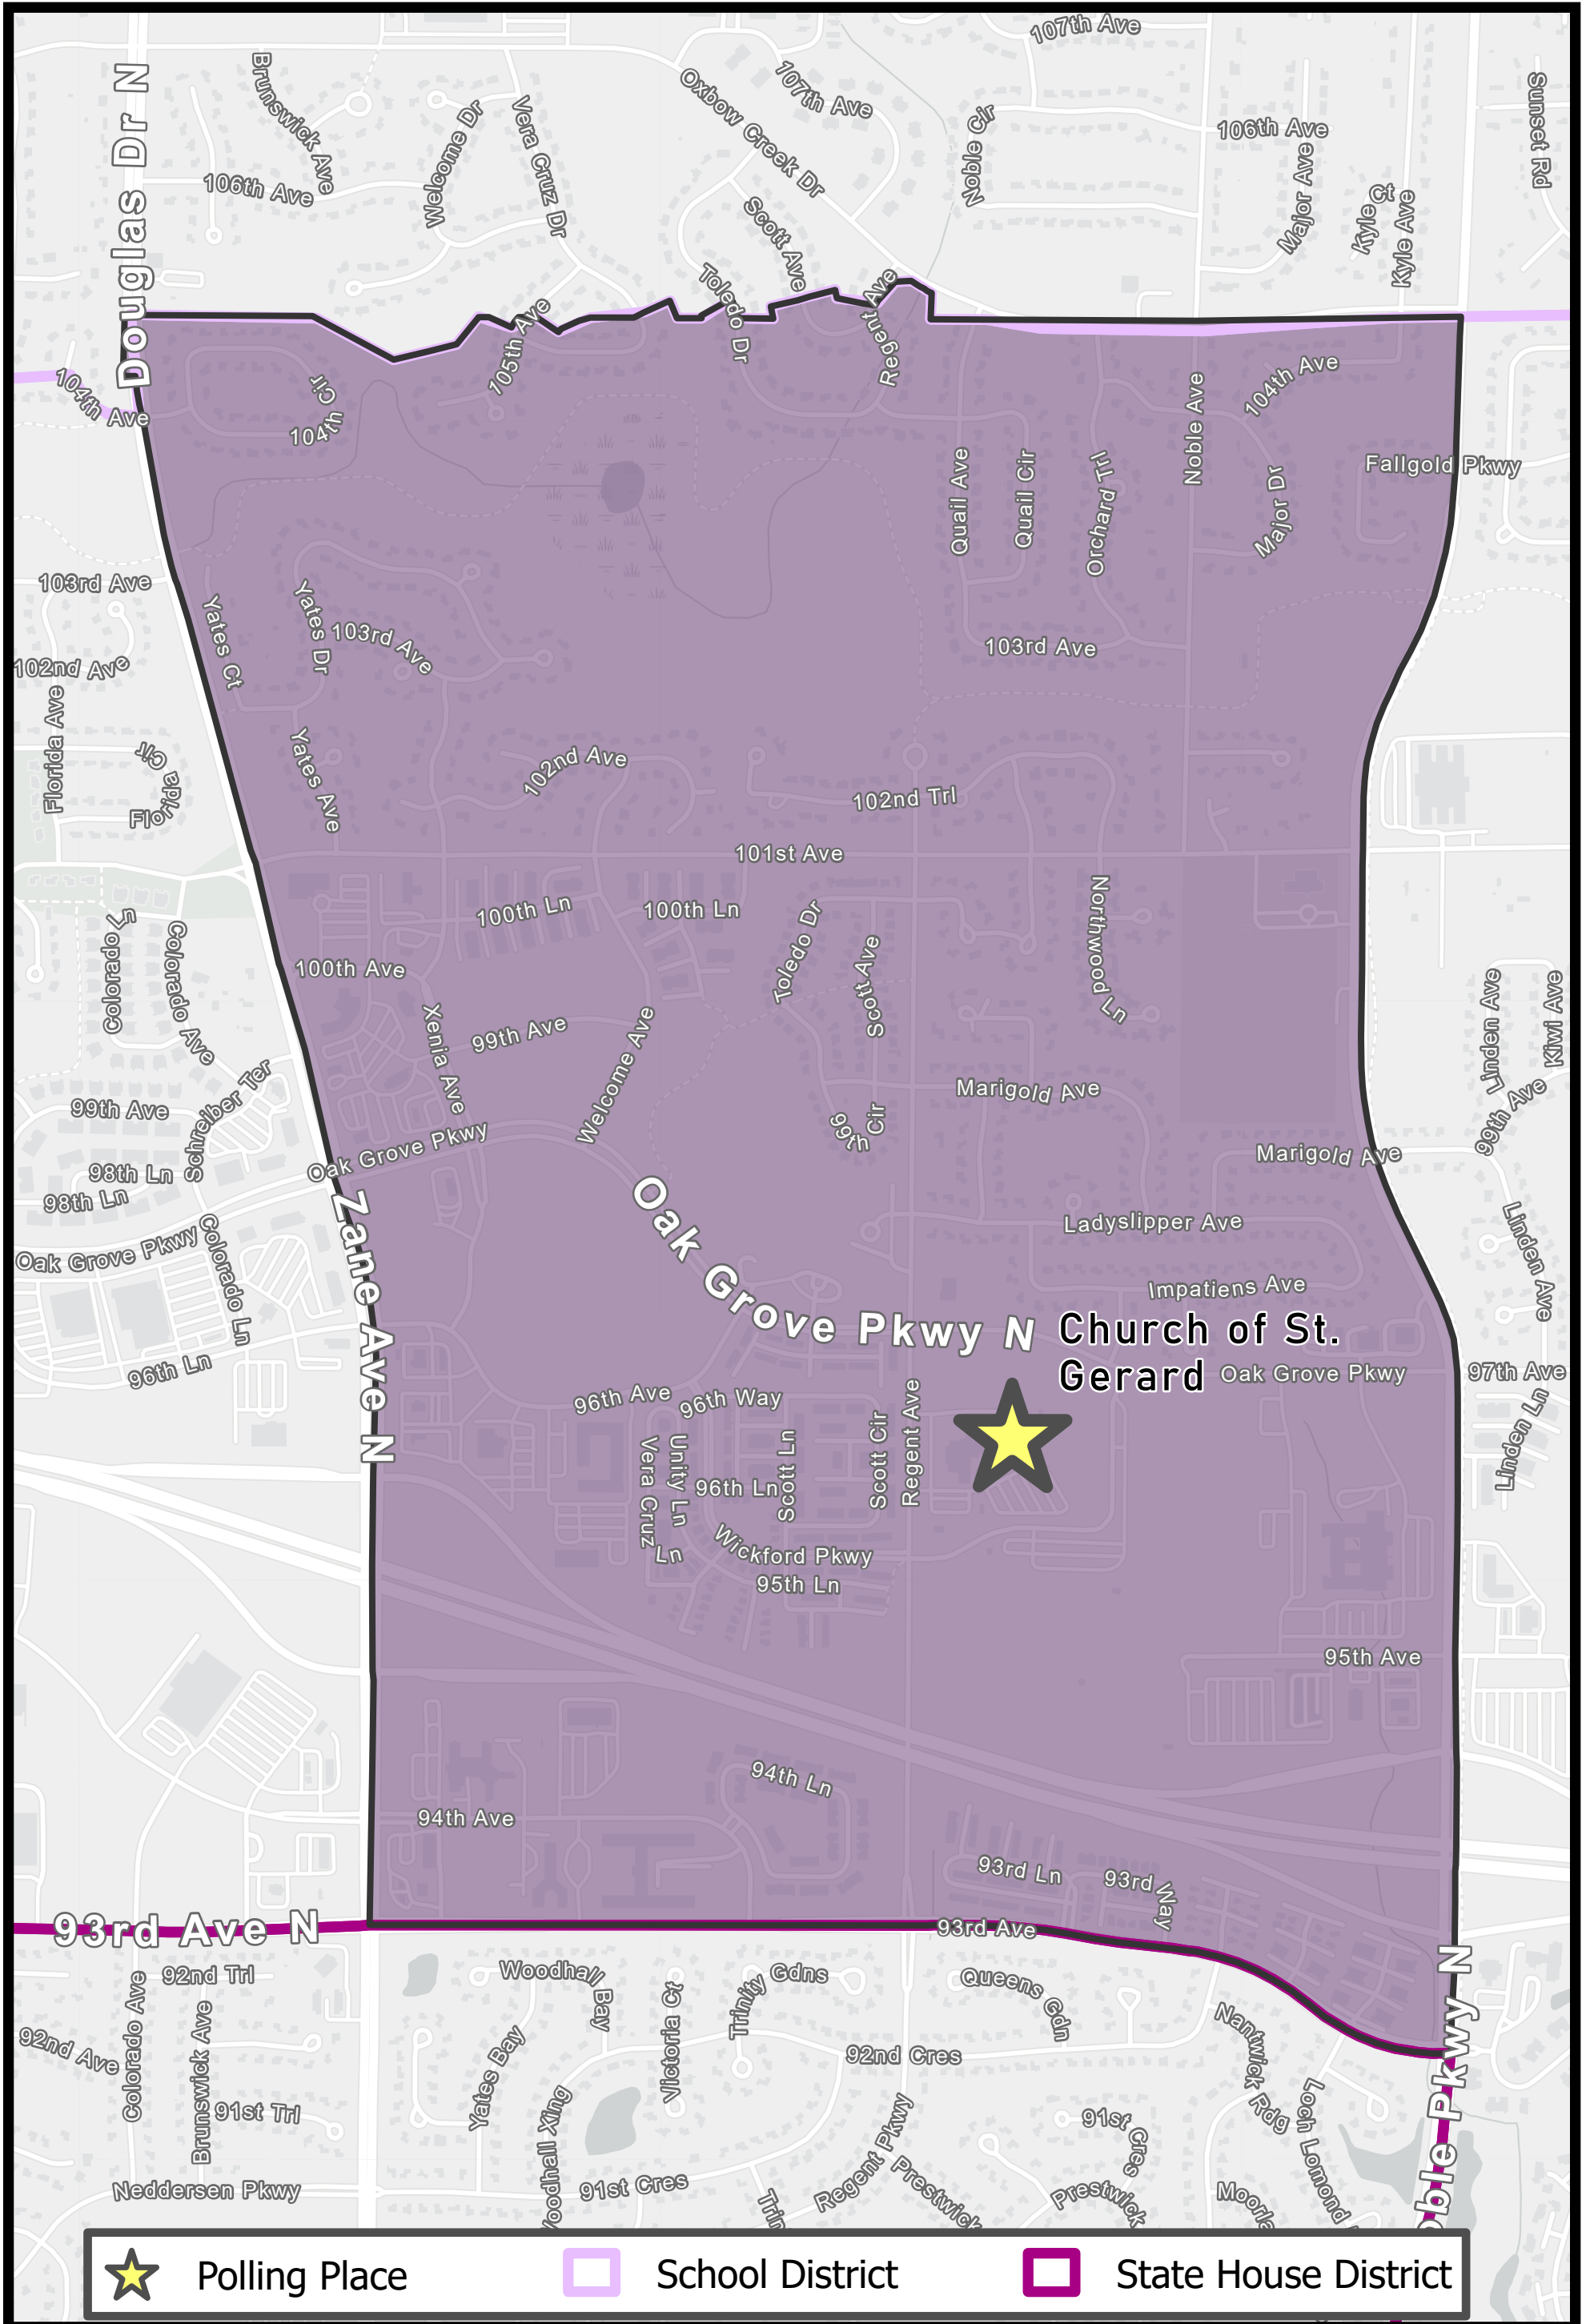 107th Ave
Brunswick Ave
Oxbow Creek Dr
107th Ave
Sunset Rd
Douglas Dr N
Welcome Dr
Vera Cruz Dr
Noble Cir
106th Ave
106th Ave
Major Ave
Kyle Ct
Kyle Ave
Scott Ave
Toledo Dr
Regent Ave
105th Ave
104th Ave
104th Cir
Noble Ave
104th Ave
Fallgold Pkwy
Quail Ave
Quail Cir
Orchard Trl
Major Dr
103rd Ave
Yates Ct
Yates Dr
103rd Ave
103rd Ave
102nd Ave
Florida Ave
Florida Cir
Yates Ave
102nd Ave
102nd Trl
101st Ave
Colorado Ln
Colorado Ave
100th Ln
100th Ln
Toledo Dr
Scott Ave
Northwood Ln
100th Ave
Xenia Ave
99th Ave
Welcome Ave
Linden Ave
Kiwi Ave
99th Ave
Schreiber Ter
Marigold Ave
99th Cir
99th Ave
98th Ln
98th Ln
Oak Grove Pkwy
Marigold Ave
Zane Ave N
Oak Grove Pkwy N
Ladyslipper Ave
Linden Ave
Oak Grove Pkwy
Colorado Ln
Impatiens Ave
Church of St.
Gerard
96th Ln
Oak Grove Pkwy
97th Ave
Linden Ln
96th Ave
96th Way
Scott Cir
Regent Ave
Vera Cruz Ln
Unity Ln
96th Ln
Scott Ln
Wickford Pkwy
95th Ln
95th Ave
94th Ln
94th Ave
93rd Ln
93rd Way
93rd Ave N
93rd Ave
92nd Trl
Woodhall Bay
Victoria Ct
Trinity Gdns
Queens Gdn
Noble Pkwy N
92nd Ave
Colorado Ave
Brunswick Ave
Yates Bay
92nd Cres
Nantwick Rdg
91st Trl
Woodhall Xing
91st Cres
Loch Lomond
Neddersen Pkwy
91st Cres
Regent Pkwy
Prestwick
Prestwick
Polling Place
School District
State House District